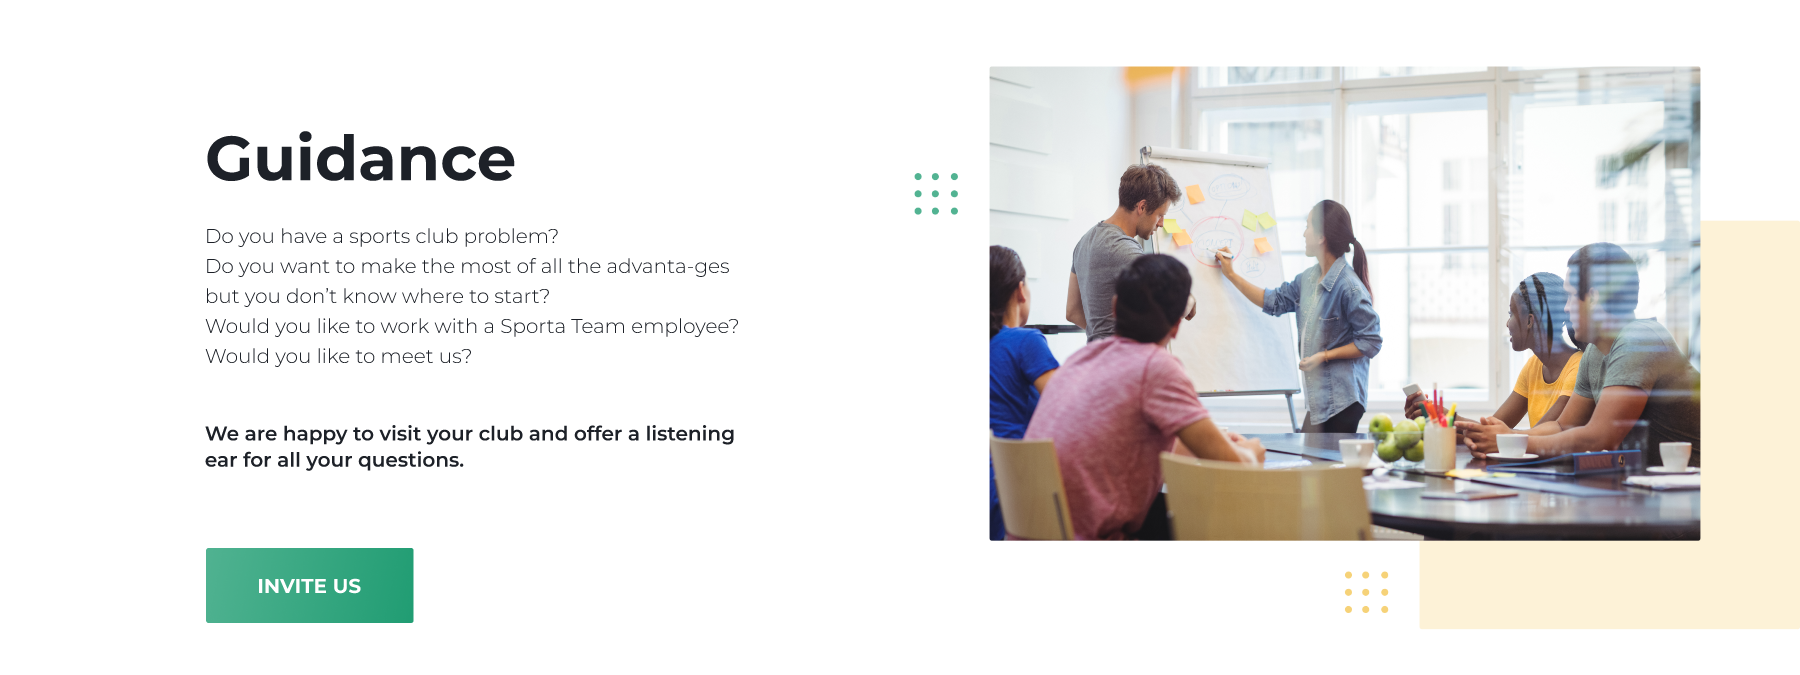 Guidance
Do you have a sports club problem?
Do you want to make the most of all the advanta-ges
but you don’t know where to start?
Would you like to work with a Sporta Team employee?
Would you like to meet us?
We are happy to visit your club and offer a listening
ear for all your questions.
INVITE US